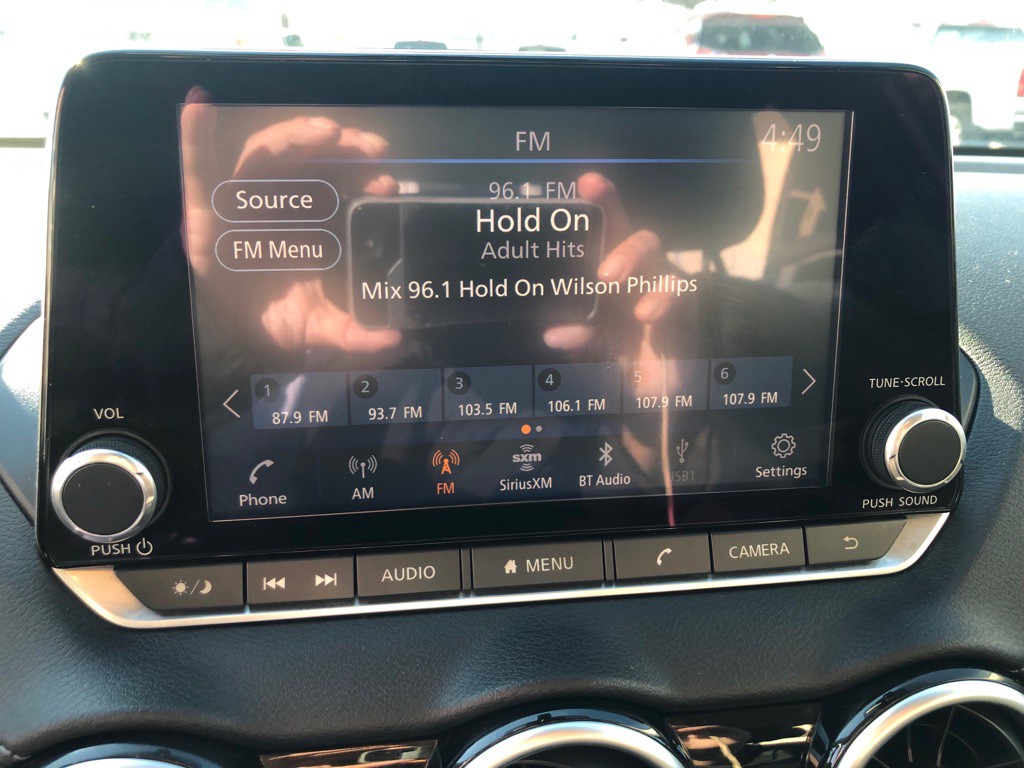 FM
4:49
Source
96.1 FM
Hold On
FM Menu
Adult Hits
Mix 96.1 Hold On Wilson Phillips
1
87.9 FM
2
93.7 FM
3
103.5 FM
4
106.1 FM
5
107.9 FM
6
107.9 FM
Phone
AM
FM
sxm
SiriusXM
BT Audio
USB1
Settings
VOL
PUSH
TUNE·SCROLL
PUSH SOUND
AUDIO
MENU
CAMERA